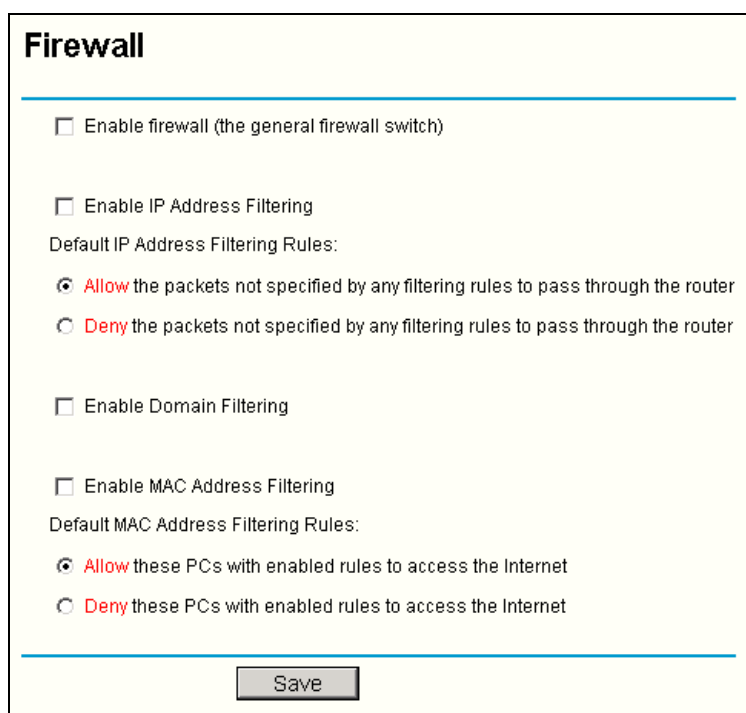 Firewall
Enable firewall (the general firewall switch)
Enable IP Address Filtering
Default IP Address Filtering Rules:
Allow the packets not specified by any filtering rules to pass through the router
Deny the packets not specified by any filtering rules to pass through the router
Enable Domain Filtering
Enable MAC Address Filtering
Default MAC Address Filtering Rules:
Allow these PCs with enabled rules to access the Internet
Deny these PCs with enabled rules to access the Internet
Save